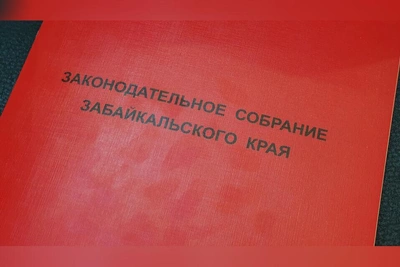 ЗАКОНОДАТЕЛЬНОЕ СОБРАНИЕ
ЗАБАЙКАЛЬСКОГО КРАЯ